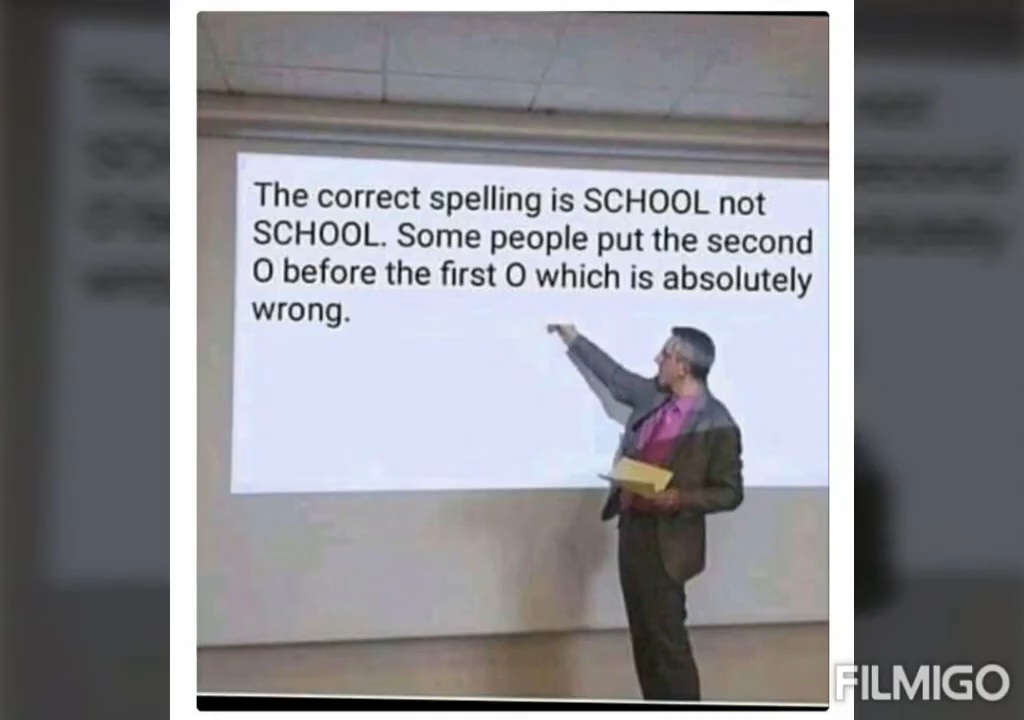 The correct spelling is SCHOOL not
SCHOOL. Some people put the second
O before the first O which is absolutely
wrong.
FILMIGO